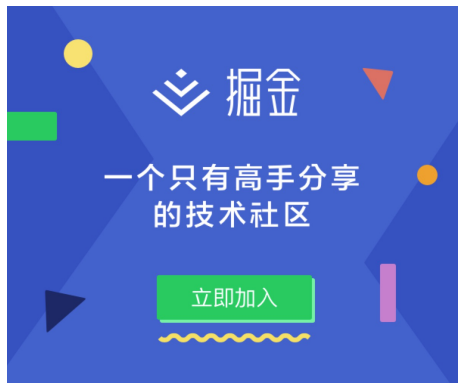 掘金
一个只有高手分享
的技术社区
立即加入